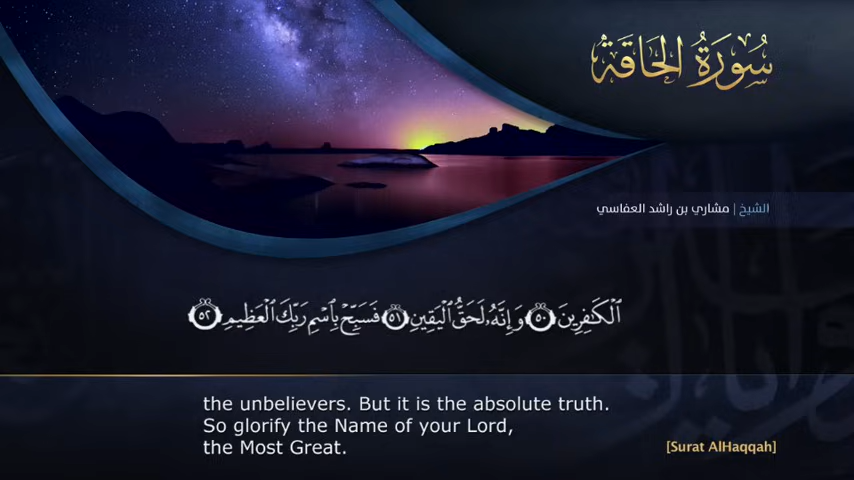 سُورَةُ الْحَاقَّةِ
الشيخ | مشاري بن راشد العفاسي
ٱلْكَٰفِرِينَ ٥٠ وَإِنَّهُۥ لَحَقُّ ٱلْيَقِينِ ٥١ فَسَبِّحْ بِٱسْمِ رَبِّكَ ٱلْعَظِيمِ ٥٢
the unbelievers. But it is the absolute truth.
So glorify the Name of your Lord,
the Most Great.
[Surat AlHaqqah]